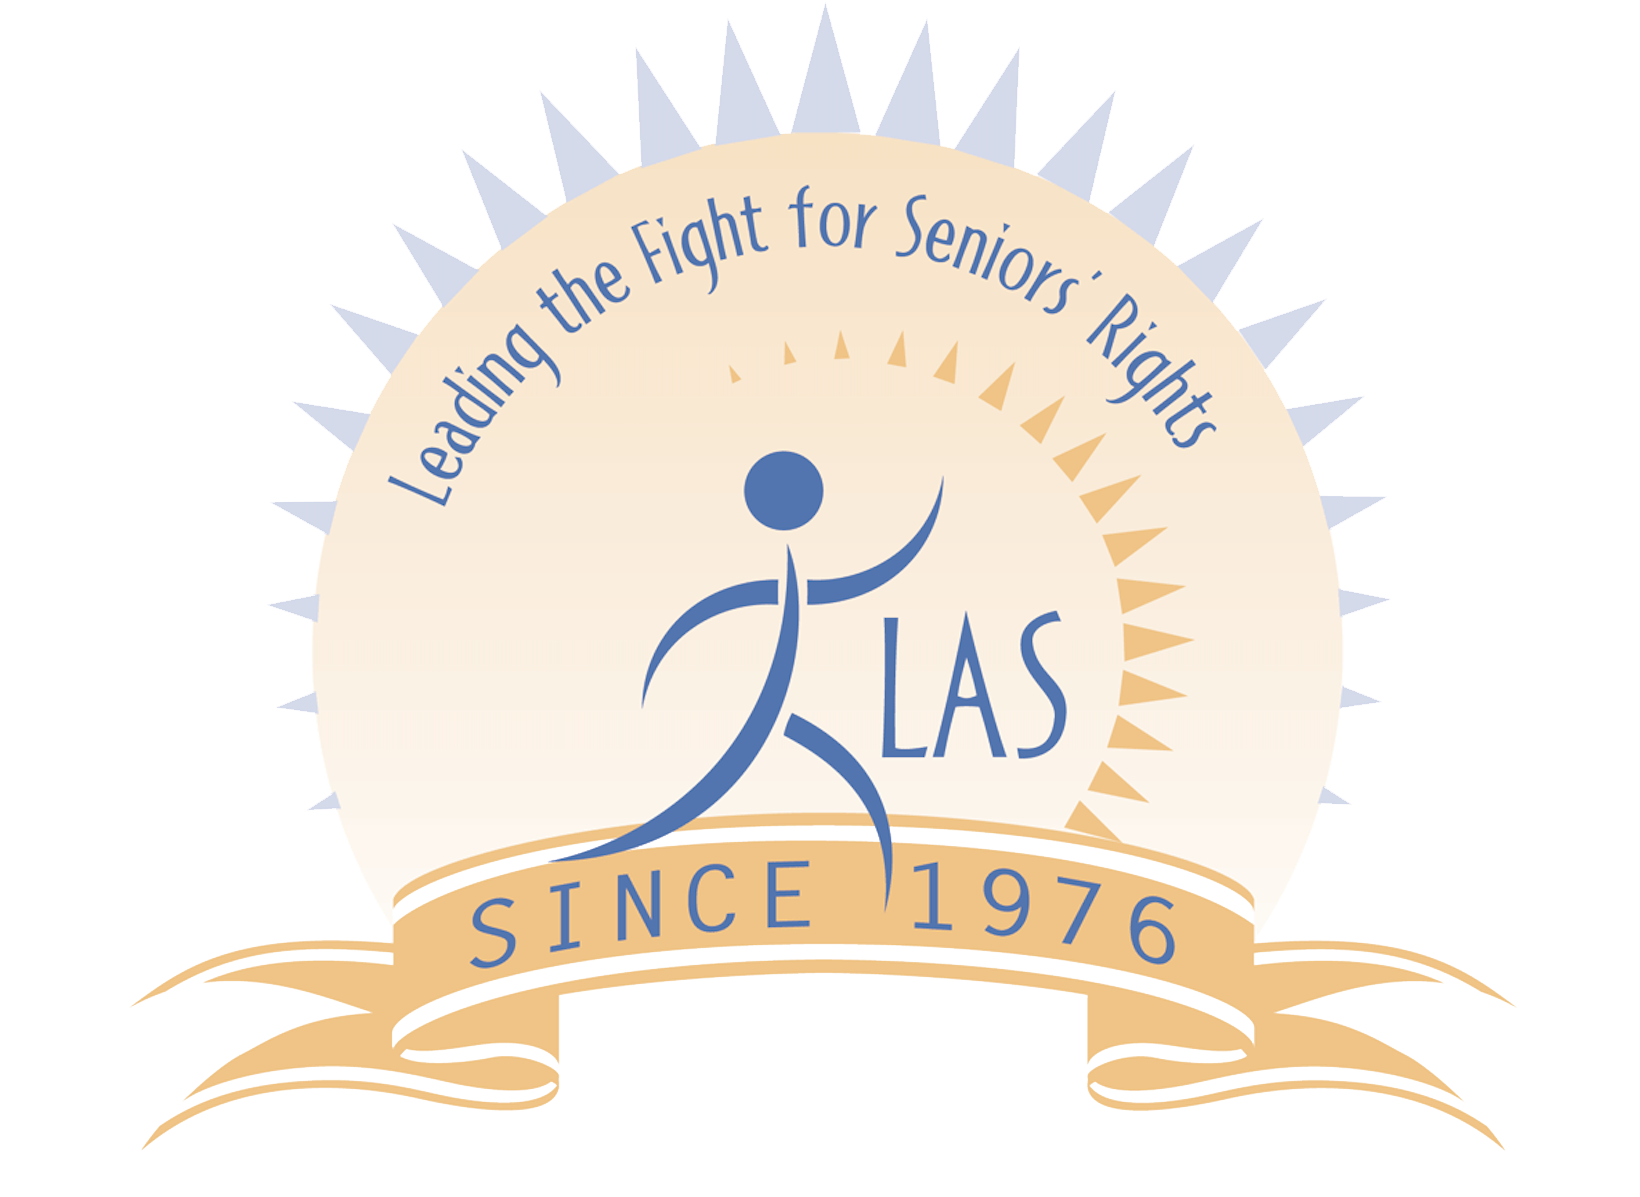 Leading the Fight for Seniors' Rights
LAS
SINCE 1976